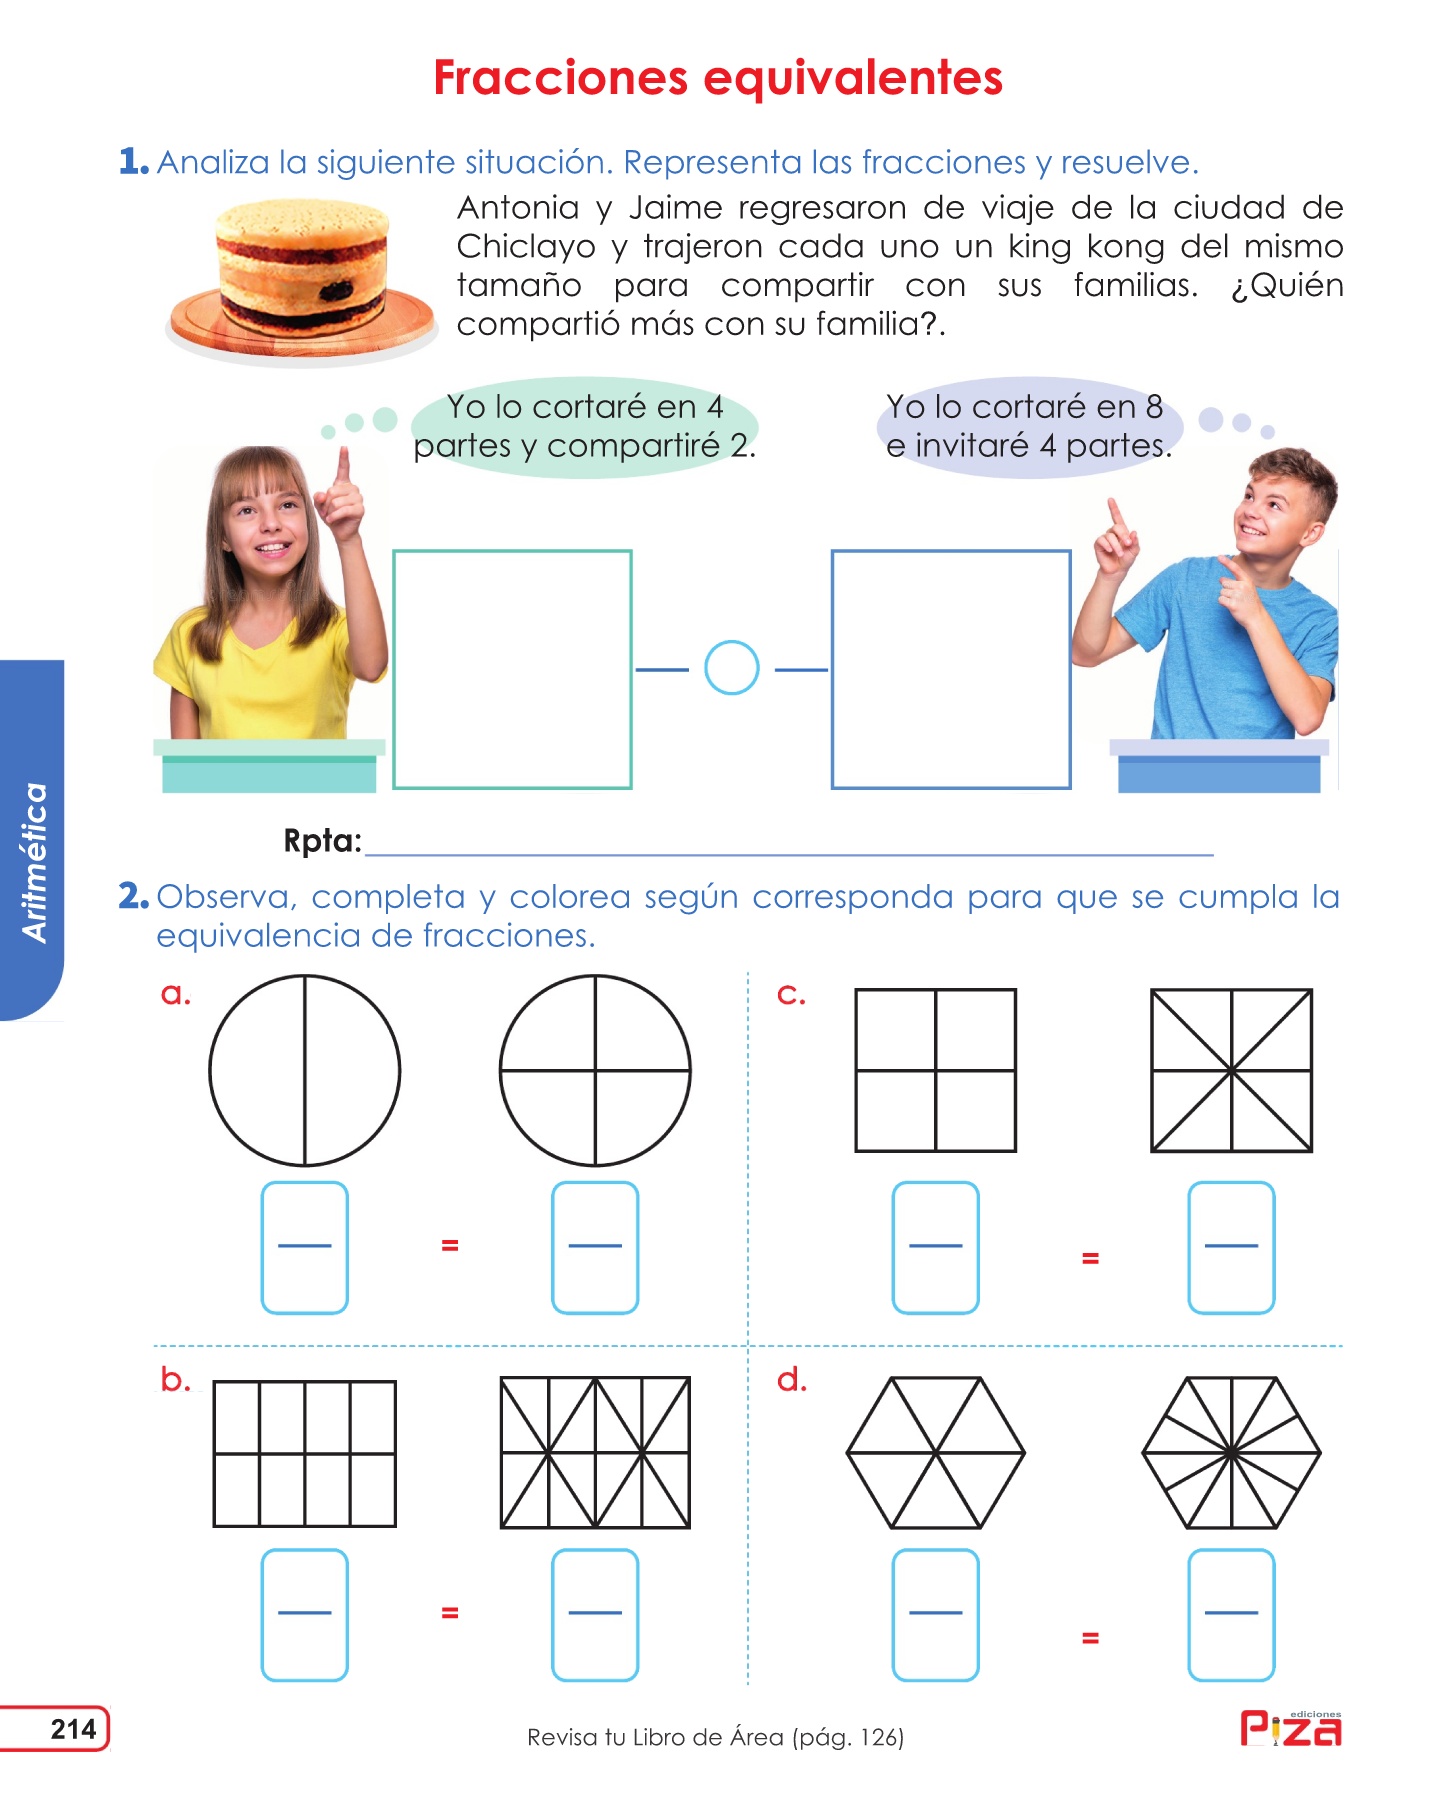 Fracciones equivalentes
1. Analiza la siguiente situación. Representa las fracciones y resuelve.
Antonia y Jaime regresaron de viaje de la ciudad de
Chiclayo y trajeron cada uno un king kong del mismo
tamaño para compartir con sus familias. ¿Quién
compartió más con su familia?.
Yo lo cortaré en 4
partes y compartiré 2.
Yo lo cortaré en 8
e invitaré 4 partes.
Rpta:
Aritmética
2. Observa, completa y colorea según corresponda para que se cumpla la
equivalencia de fracciones.
a.
c.
=
=
b.
d.
=
=
214
Revisa tu Libro de Área (pág. 126)
ediciones
Piza